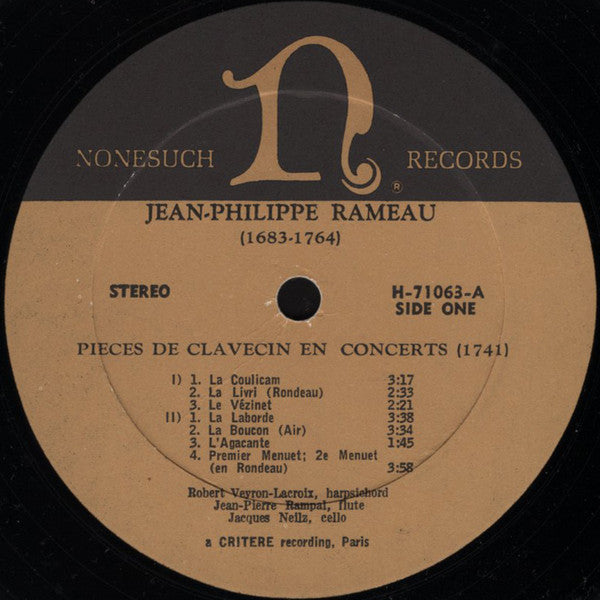 n
NONESUCH ® RECORDS
JEAN-PHILIPPE RAMEAU
(1683-1764)
STEREO H-71063-A
SIDE ONE
PIECES DE CLAVECIN EN CONCERTS (1741)
I) 1. La Coulicam 3:17
2. La Livri (Rondeau) 2:33
3. Le Vézinet 2:21
II) 1. La Laborde 3:38
2. La Boucon (Air) 3:34
3. L'Agacante 1:45
4. Premier Menuet; 2e Menuet
(en Rondeau) 3:58
Robert Veyron-Lacroix, harpsichord
Jean-Pierre Rampal, flute
Jacques Neilz, cello
a CRITERE recording, Paris